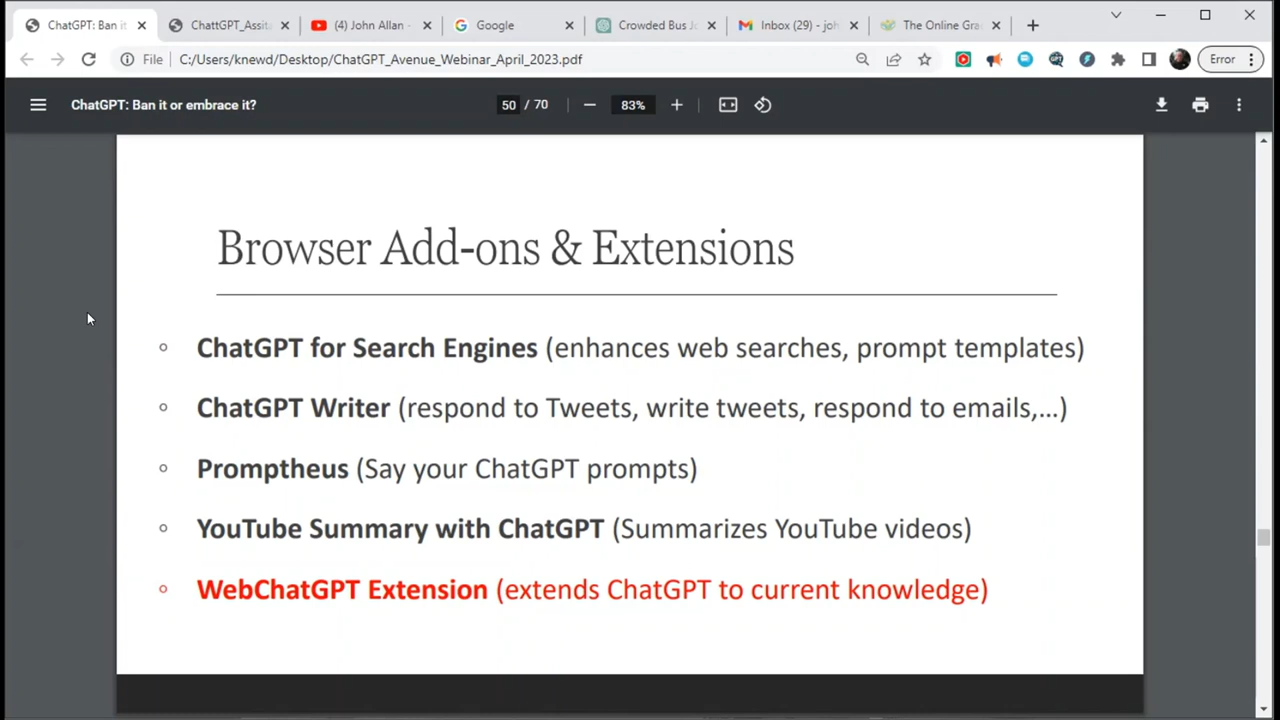 ChatGPT: Ban it
ChattGPT_Assita
(4) John Allan -
Google
Crowded Bus Jo
Inbox (29) - joh
The Online Gra
File
C:/Users/knewd/Desktop/ChatGPT_Avenue_Webinar_April_2023.pdf
Error
ChatGPT: Ban it or embrace it?
50 / 70
83%
Browser Add-ons & Extensions
ChatGPT for Search Engines (enhances web searches, prompt templates)
ChatGPT Writer (respond to Tweets, write tweets, respond to emails,...)
Promptheus (Say your ChatGPT prompts)
YouTube Summary with ChatGPT (Summarizes YouTube videos)
WebChatGPT Extension (extends ChatGPT to current knowledge)